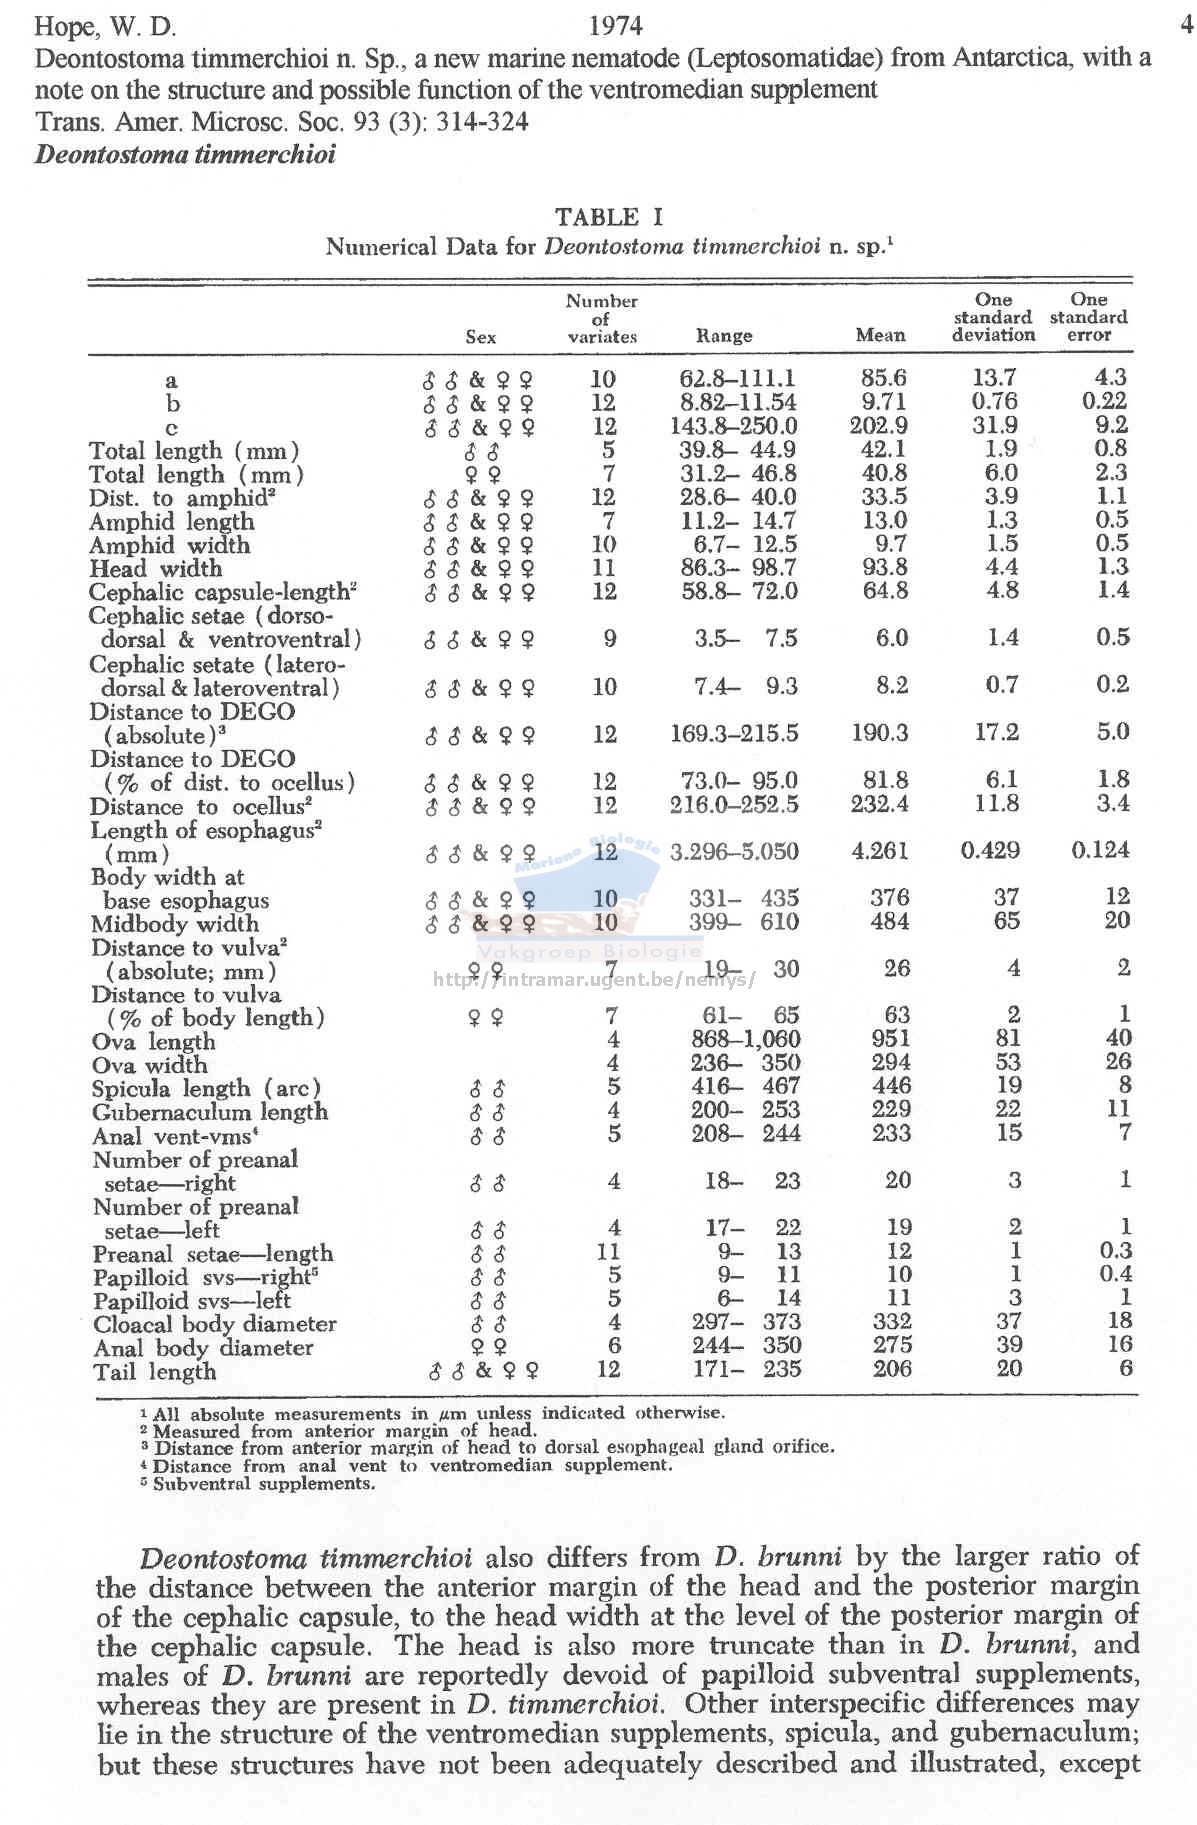 Hope, W. D. 1974 4
Deontostoma timmerchioi n. Sp., a new marine nematode (Leptosomatidae) from Antarctica, with a
note on the structure and possible function of the ventromedian supplement
Trans. Amer. Microsc. Soc. 93 (3): 314-324
Deontostoma timmerchioi
TABLE I
Numerical Data for Deontostoma timmerchioi n. sp.¹
Number One One
of standard standard
Sex variates Range Mean deviation error
a ♂♂ & ♀♀ 10 62.8–111.1 85.6 13.7 4.3
b ♂♂ & ♀♀ 12 8.82–11.54 9.71 0.76 0.22
c ♂♂ & ♀♀ 12 143.8–250.0 202.9 31.9 9.2
Total length (mm) ♂♂ 5 39.8– 44.9 42.1 1.9 0.8
Total length (mm) ♀♀ 7 31.2– 46.8 40.8 6.0 2.3
Dist. to amphid² ♂♂ & ♀♀ 12 28.6– 40.0 33.5 3.9 1.1
Amphid length ♂♂ & ♀♀ 7 11.2– 14.7 13.0 1.3 0.5
Amphid width ♂♂ & ♀♀ 10 6.7– 12.5 9.7 1.5 0.5
Head width ♂♂ & ♀♀ 11 86.3– 98.7 93.8 4.4 1.3
Cephalic capsule-length² ♂♂ & ♀♀ 12 58.8– 72.0 64.8 4.8 1.4
Cephalic setae (dorso-
dorsal & ventroventral) ♂♂ & ♀♀ 9 3.5– 7.5 6.0 1.4 0.5
Cephalic setate (latero-
dorsal & lateroventral) ♂♂ & ♀♀ 10 7.4– 9.3 8.2 0.7 0.2
Distance to DEGO
(absolute)³ ♂♂ & ♀♀ 12 169.3–215.5 190.3 17.2 5.0
Distance to DEGO
(% of dist. to ocellus) ♂♂ & ♀♀ 12 73.0– 95.0 81.8 6.1 1.8
Distance to ocellus² ♂♂ & ♀♀ 12 216.0–252.5 232.4 11.8 3.4
Length of esophagus²
(mm) ♂♂ & ♀♀ 12 3.296–5.050 4.261 0.429 0.124
Mariene Biologie
Body width at
base esophagus ♂♂ & ♀♀ 10 331– 435 376 37 12
Midbody width ♂♂ & ♀♀ 10 399– 610 484 65 20
Vakgroep Biologie
Distance to vulva²
(absolute; mm) ♀♀ 7 19– 30 26 4 2
http://intramar.ugent.be/nemys/
Distance to vulva
(% of body length) ♀♀ 7 61– 65 63 2 1
Ova length 4 868–1,060 951 81 40
Ova width 4 236– 350 294 53 26
Spicula length (arc) ♂♂ 5 416– 467 446 19 8
Gubernaculum length ♂♂ 4 200– 253 229 22 11
Anal vent-vms⁴ ♂♂ 5 208– 244 233 15 7
Number of preanal
setae—right ♂♂ 4 18– 23 20 3 1
Number of preanal
setae—left ♂♂ 4 17– 22 19 2 1
Preanal setae—length ♂♂ 11 9– 13 12 1 0.3
Papilloid svs—right⁵ ♂♂ 5 9– 11 10 1 0.4
Papilloid svs—left ♂♂ 5 6– 14 11 3 1
Cloacal body diameter ♂♂ 4 297– 373 332 37 18
Anal body diameter ♀♀ 6 244– 350 275 39 16
Tail length ♂♂ & ♀♀ 12 171– 235 206 20 6
¹ All absolute measurements in μm unless indicated otherwise.
² Measured from anterior margin of head.
³ Distance from anterior margin of head to dorsal esophageal gland orifice.
⁴ Distance from anal vent to ventromedian supplement.
⁵ Subventral supplements.
Deontostoma timmerchioi also differs from D. brunni by the larger ratio of
the distance between the anterior margin of the head and the posterior margin
of the cephalic capsule, to the head width at the level of the posterior margin of
the cephalic capsule. The head is also more truncate than in D. brunni, and
males of D. brunni are reportedly devoid of papilloid subventral supplements,
whereas they are present in D. timmerchioi. Other interspecific differences may
lie in the structure of the ventromedian supplements, spicula, and gubernaculum;
but these structures have not been adequately described and illustrated, except